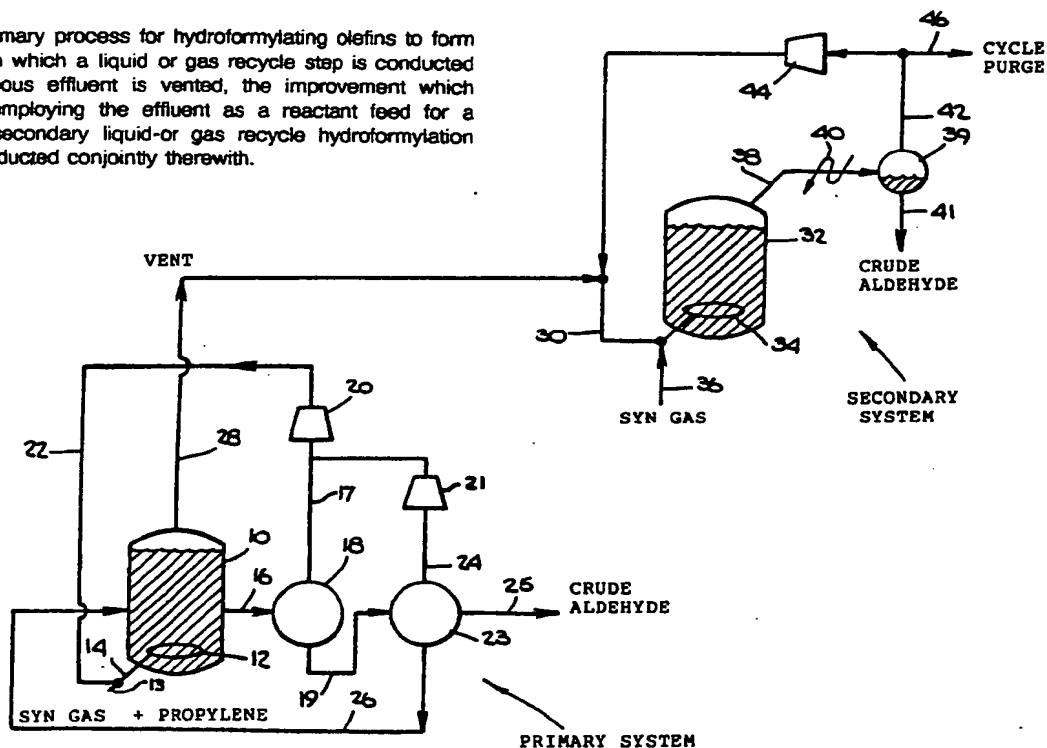 mary process for hydroformylating olefins to form
which a liquid or gas recycle step is conducted
ous effluent is vented, the improvement which
mploying the effluent as a reactant feed for a
secondary liquid-or gas recycle hydroformylation
ducted conjointly therewith.
46
CYCLE
PURGE
44
42
40
39
38
41
32
CRUDE
ALDEHYDE
VENT
30
34
36
SYN GAS
SECONDARY
SYSTEM
20
22
28
17
21
10
18
24
16
25
CRUDE
ALDEHYDE
23
14
12
13
19
SYN GAS + PROPYLENE
26
PRIMARY SYSTEM